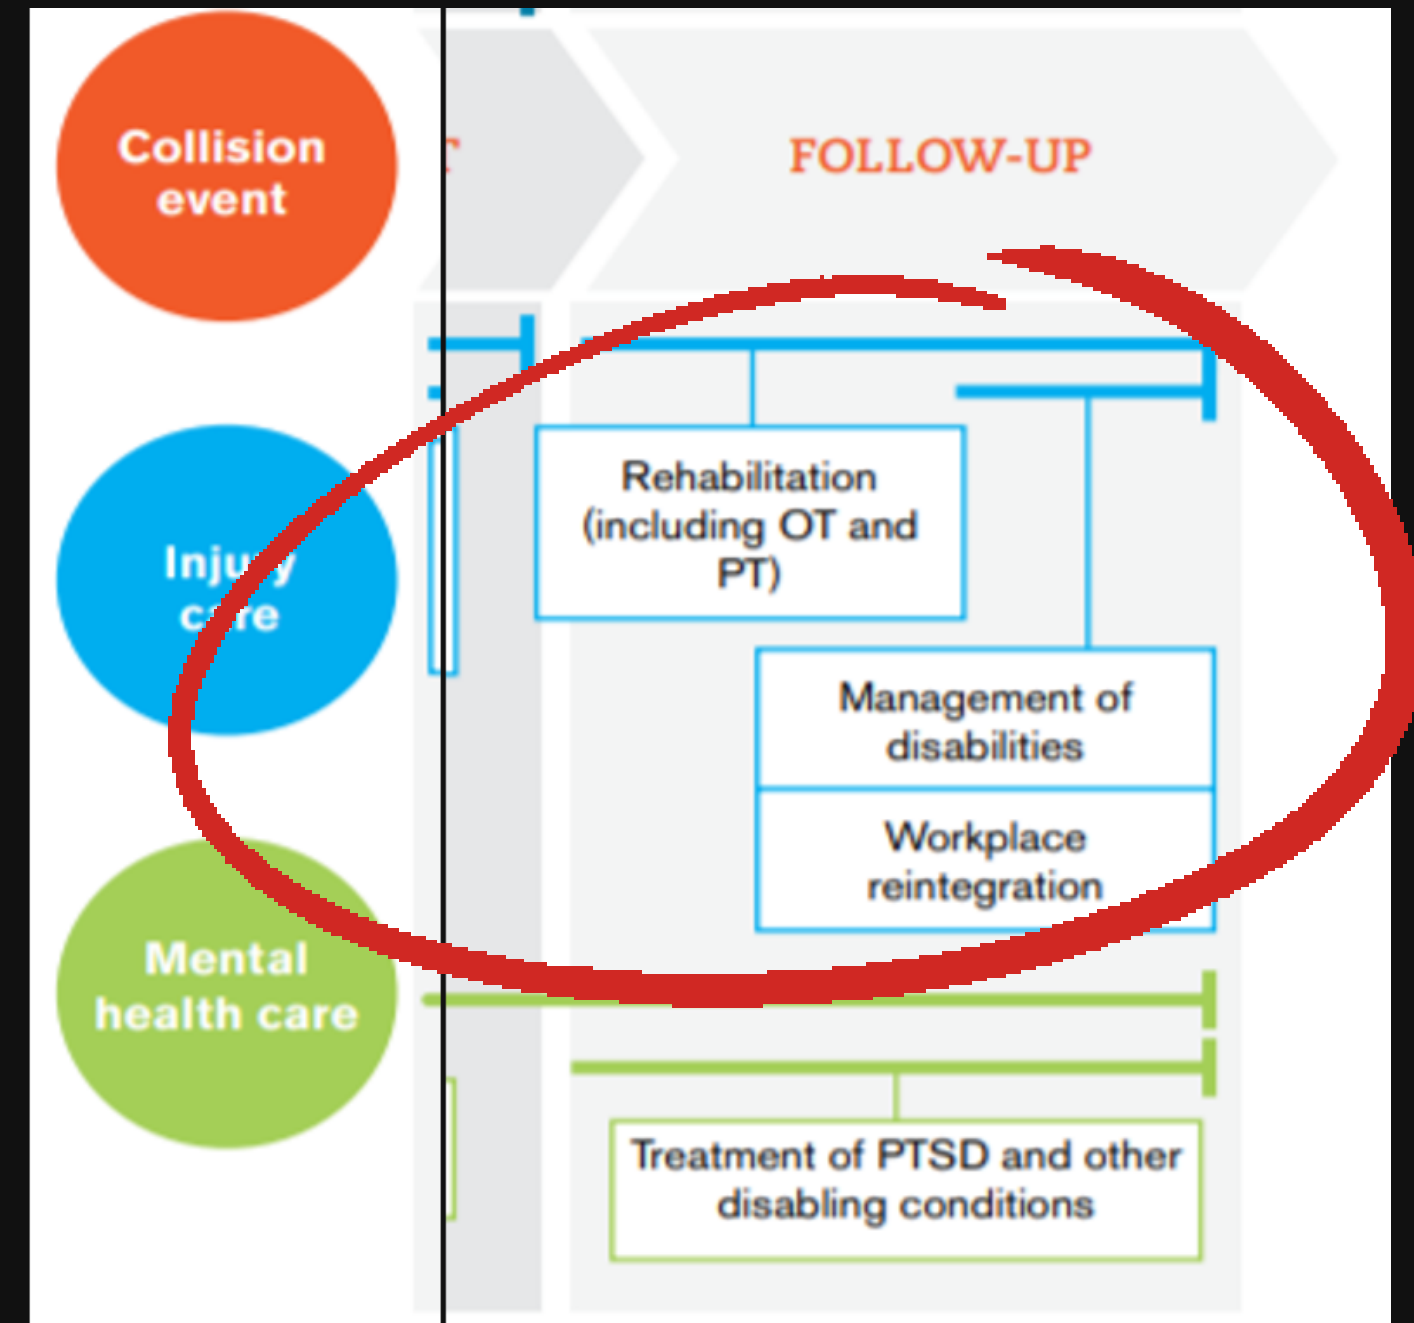 Collision
event
T
FOLLOW-UP
Injury
care
Rehabilitation
(including OT and
PT)
Management of
disabilities
Workplace
reintegration
Mental
health care
Treatment of PTSD and other
disabling conditions